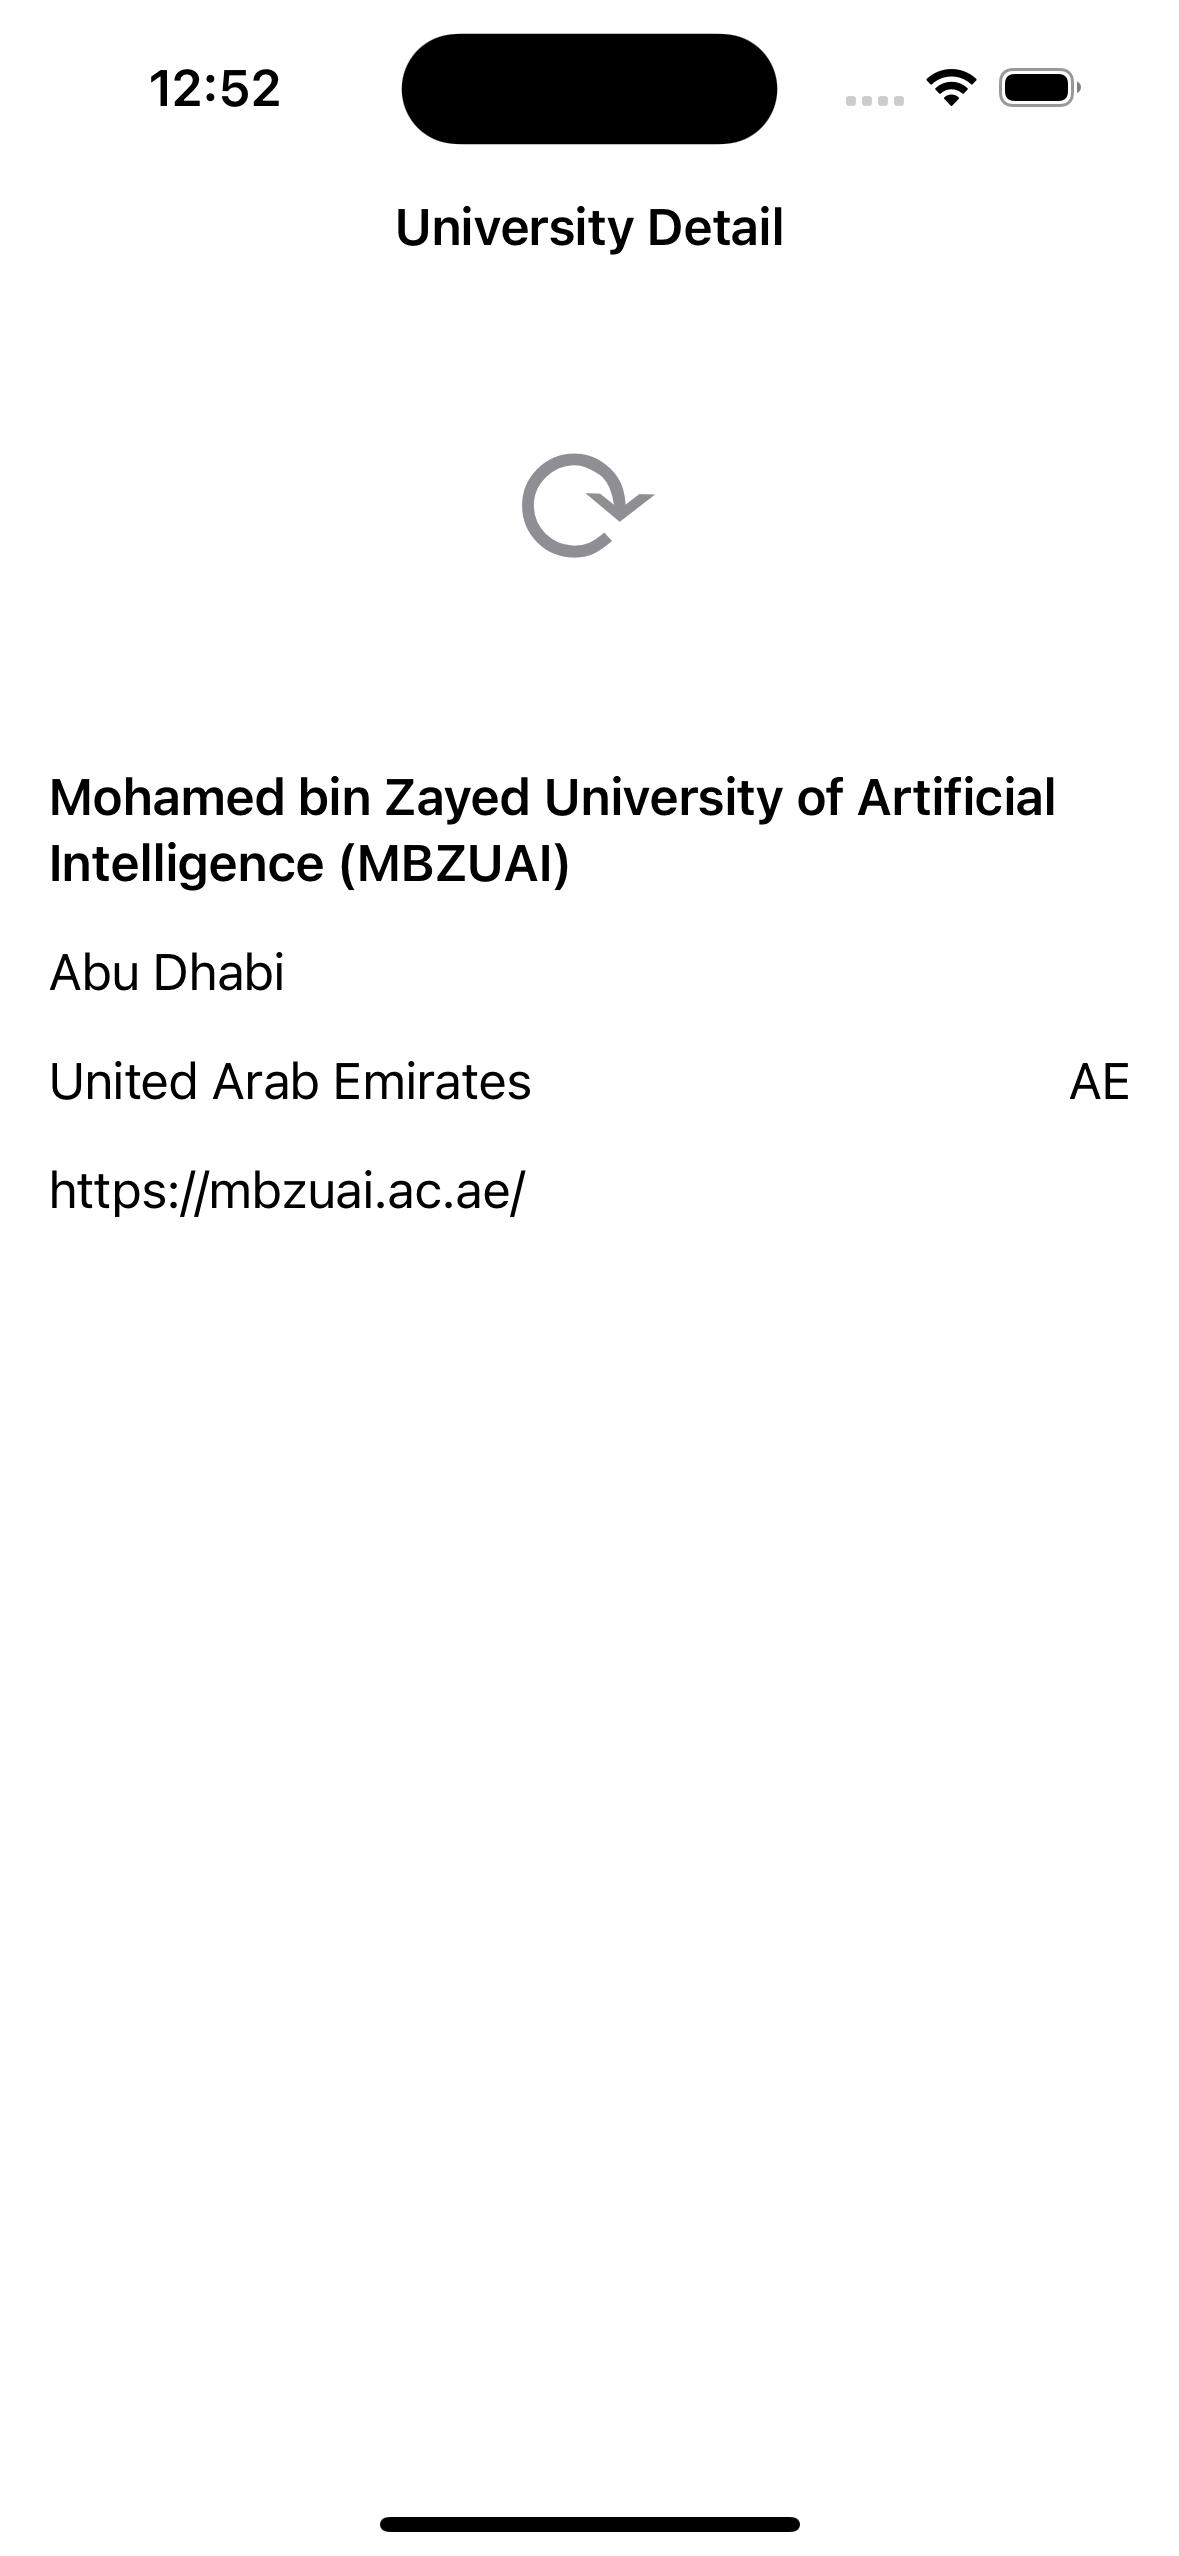 12:52
University Detail
Mohamed bin Zayed University of Artificial
Intelligence (MBZUAI)
Abu Dhabi
United Arab Emirates AE
https://mbzuai.ac.ae/